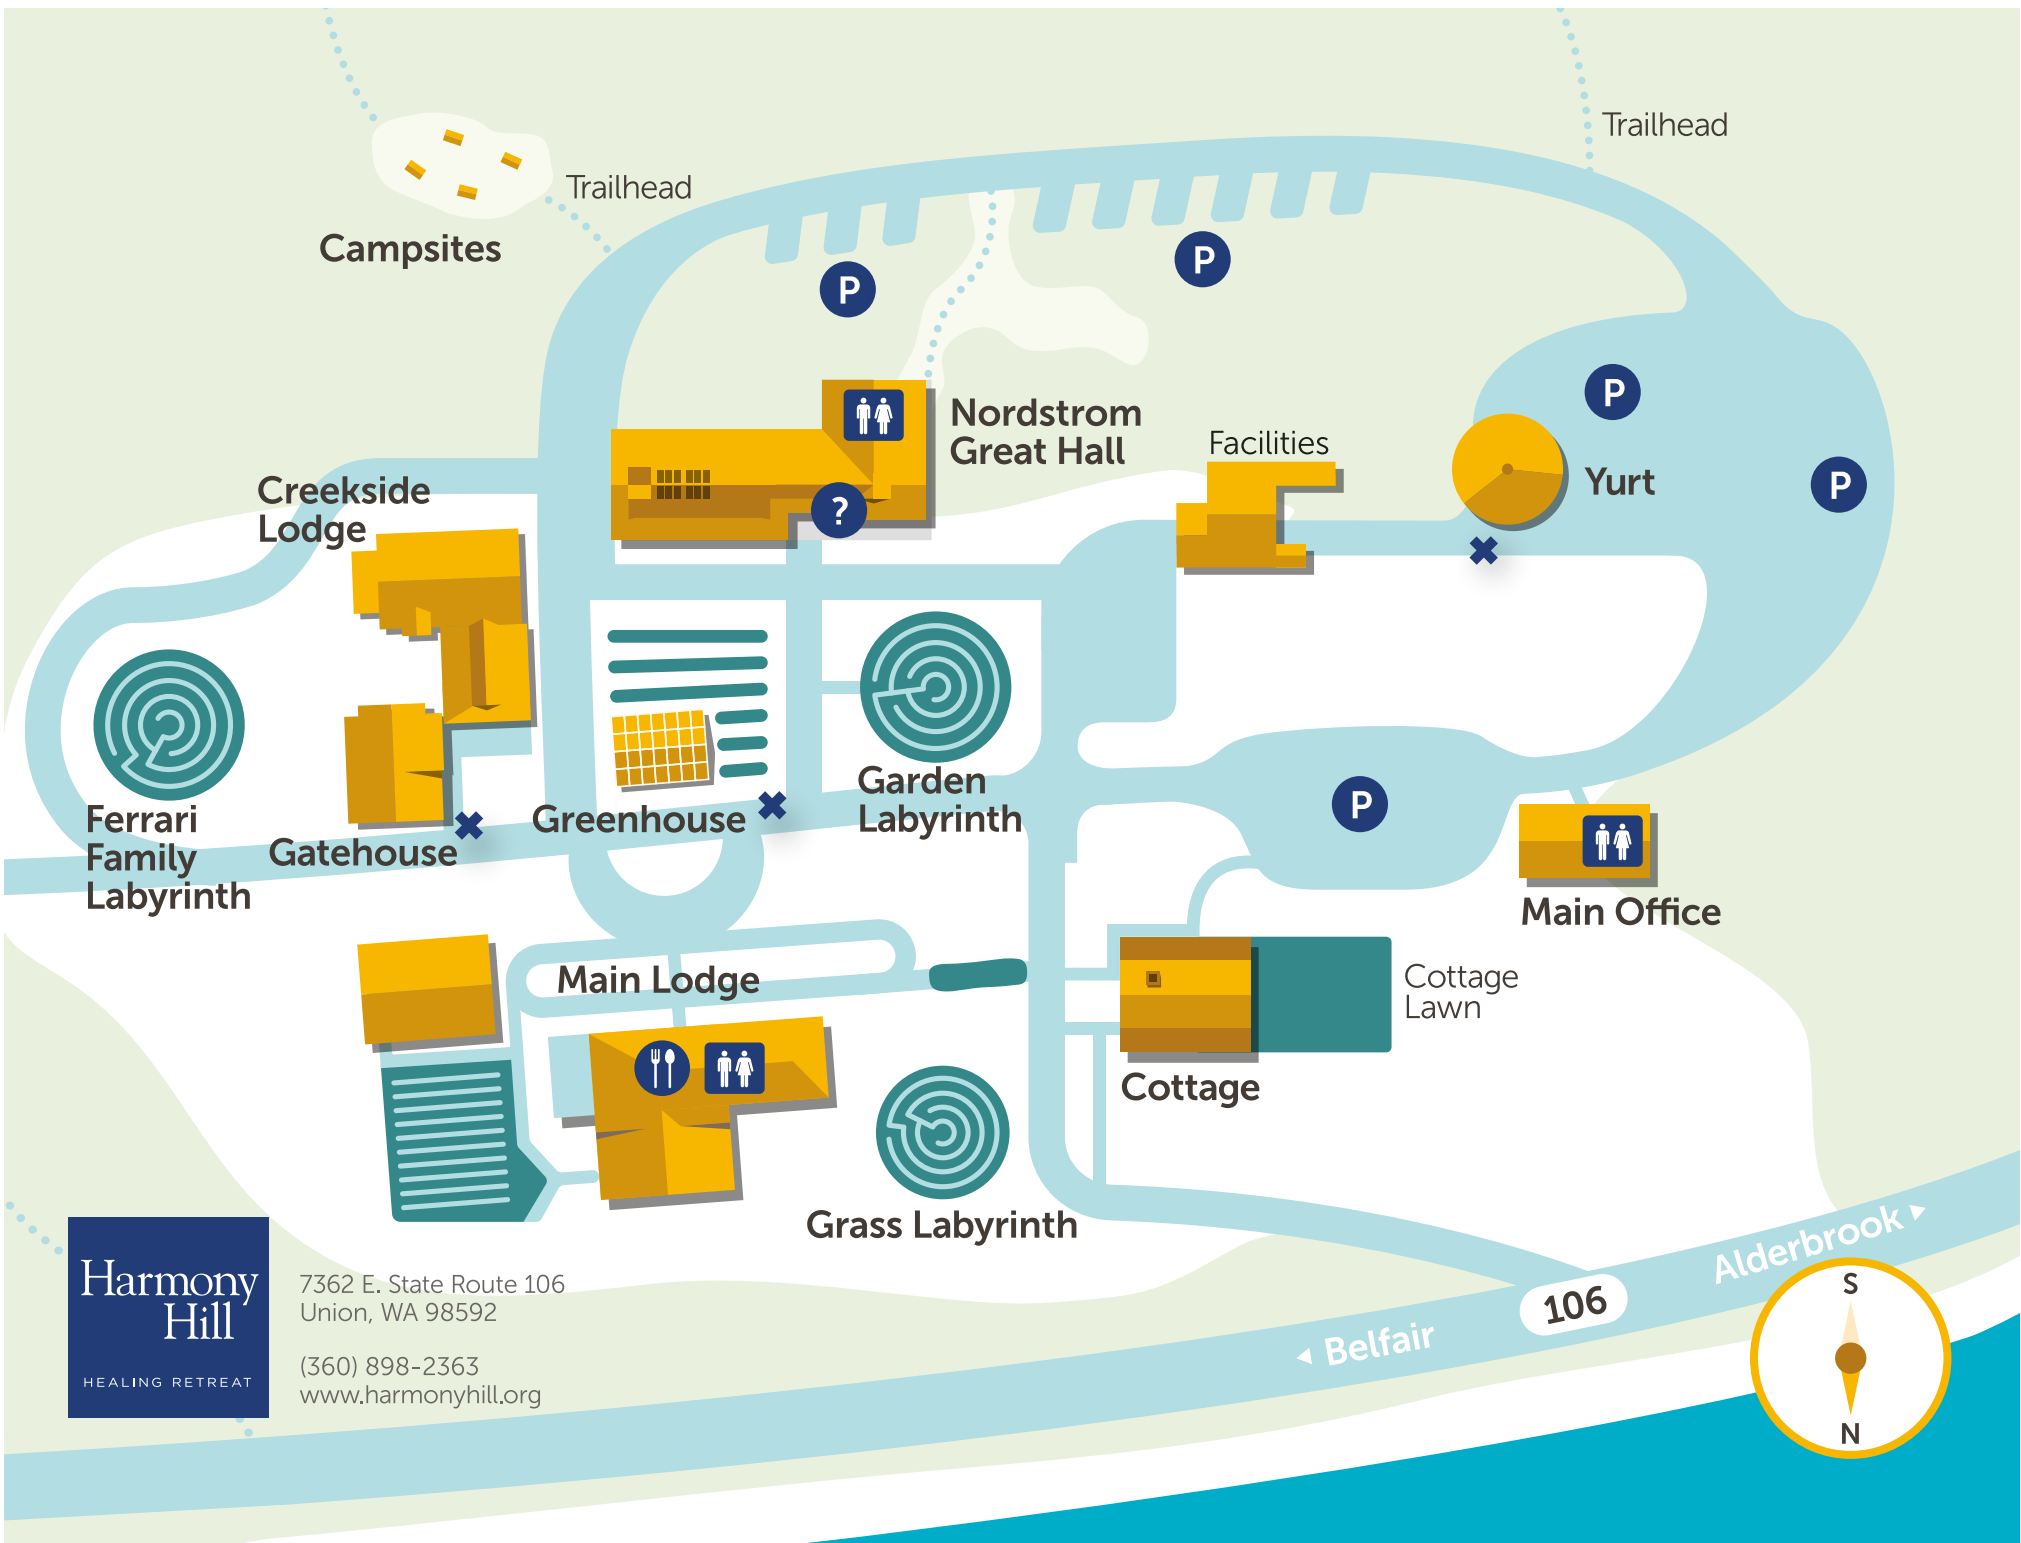 Trailhead
Trailhead
Campsites
P
P
P
P
P
Nordstrom
Great Hall
?
Facilities
Yurt
Creekside
Lodge
Greenhouse
Garden
Labyrinth
Ferrari
Family
Labyrinth
Gatehouse
Main Office
Main Lodge
Cottage
Lawn
Cottage
Grass Labyrinth
Harmony
Hill
HEALING RETREAT
7362 E. State Route 106
Union, WA 98592
(360) 898-2363
www.harmonyhill.org
Alderbrook
106
Belfair
S
N